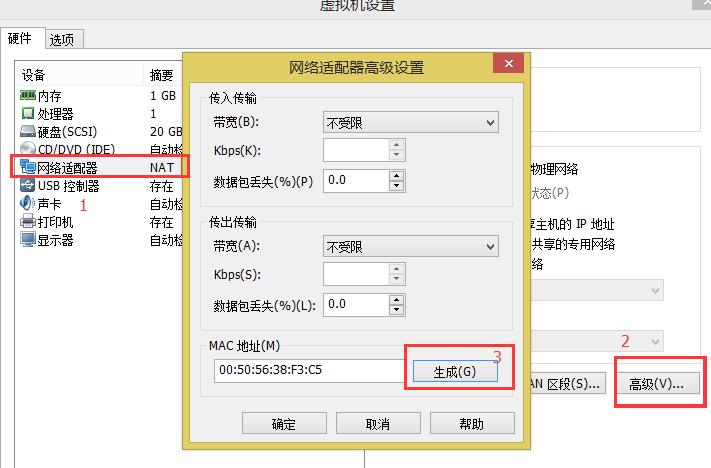 虚拟机设置
硬件 选项
设备 摘要
内存 1 GB
处理器 1
硬盘(SCSI) 20 GB
CD/DVD (IDE) 自动检
网络适配器 NAT
USB 控制器 存在
声卡 自动检
1
打印机 存在
显示器 自动检
网络适配器高级设置
传入传输
带宽(B): 不受限
Kbps(K):
数据包丢失(%)(P) 0.0
传出传输
带宽(A): 不受限
Kbps(S):
数据包丢失(%)(L): 0.0
MAC 地址(M)
3
00:50:56:38:F3:C5 生成(G)
确定 取消 帮助
物理网络
状态(P)
享主机的 IP 地址
共享的专用网络
络
2
AN 区段(S)... 高级(V)...